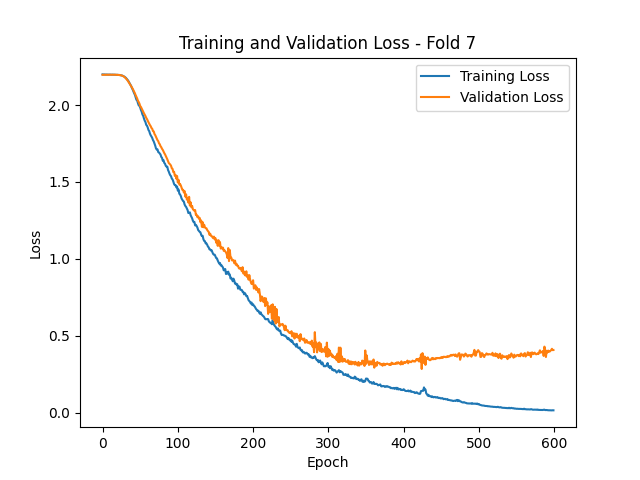 Training and Validation Loss - Fold 7
Training Loss
Validation Loss
Loss
2.0
1.5
1.0
0.5
0.0
0 100 200 300 400 500 600
Epoch